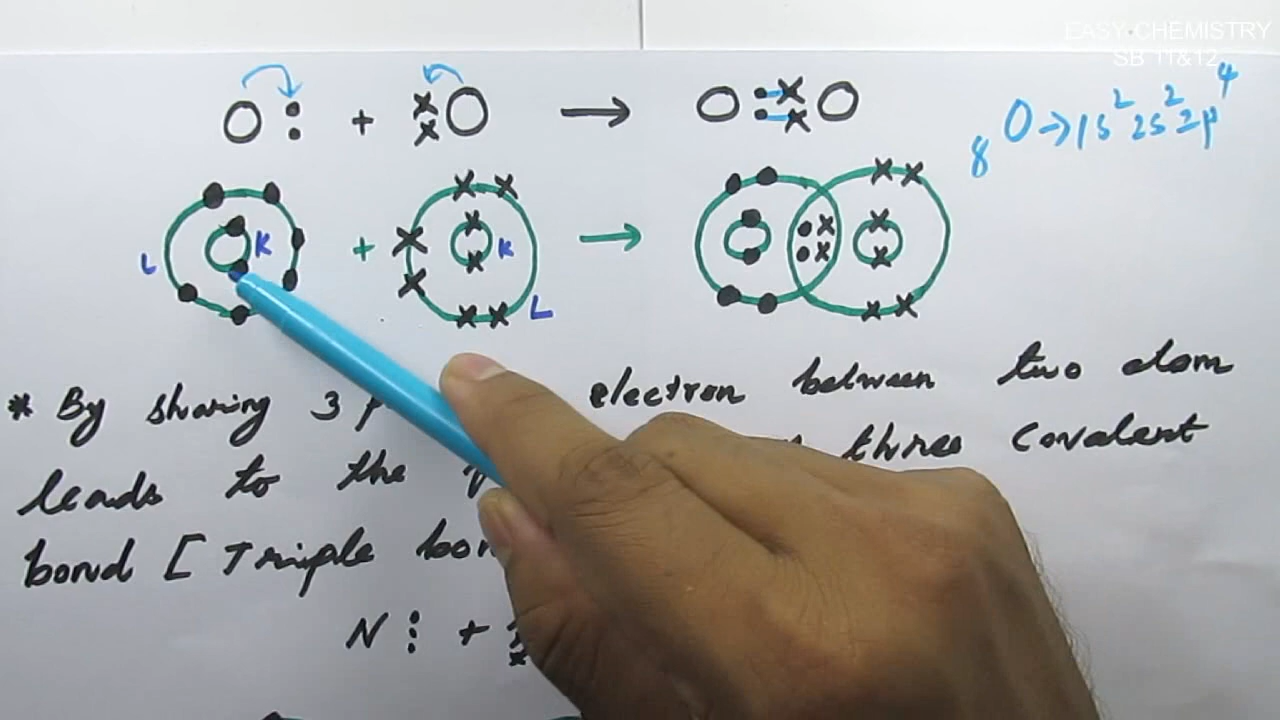 EASY-CHEMISTRY
SB 11&12
O : + ×× O → O : ×× O
8 O → 1s² 2s² 2p⁴
L K + K L →
* By sharing 3 electron between two atom
leads to the three covalent
bond [ Triple
N ⋮ +